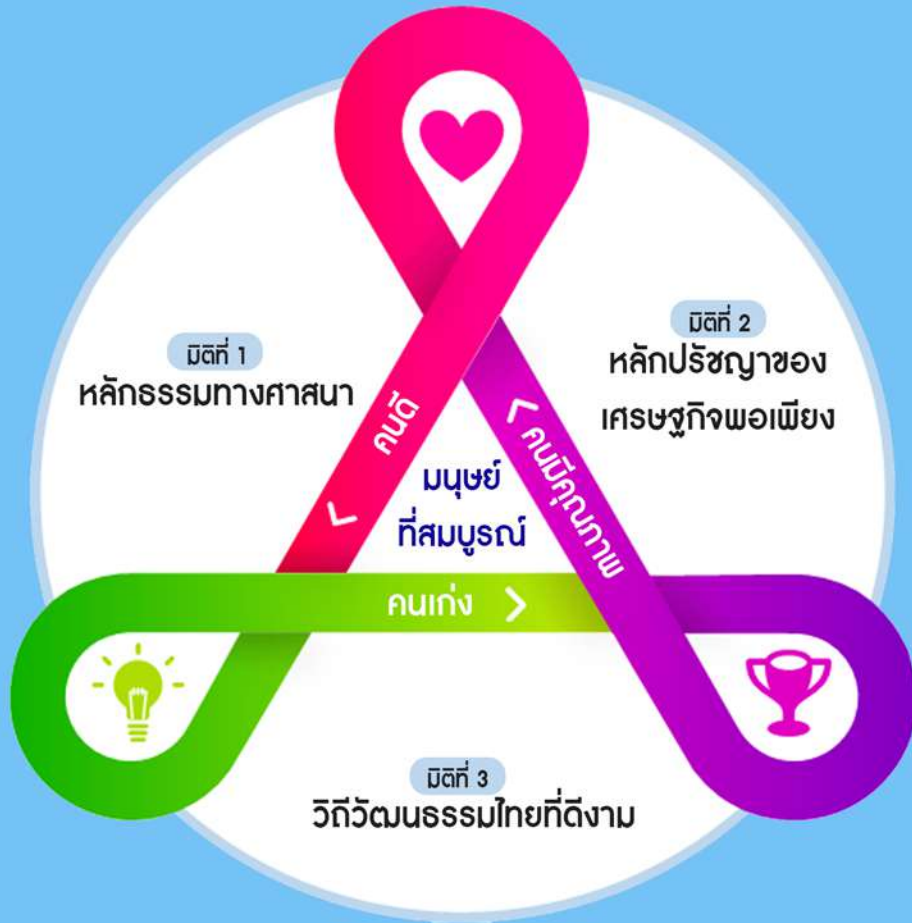 มิติที่ 1
หลักธรรมทางศาสนา
มิติที่ 2
หลักปรัชญาของ
เศรษฐกิจพอเพียง
คนดี
คนมีคุณภาพ
มนุษย์
ที่สมบูรณ์
คนเก่ง
มิติที่ 3
วิถีวัฒนธรรมไทยที่ดีงาม